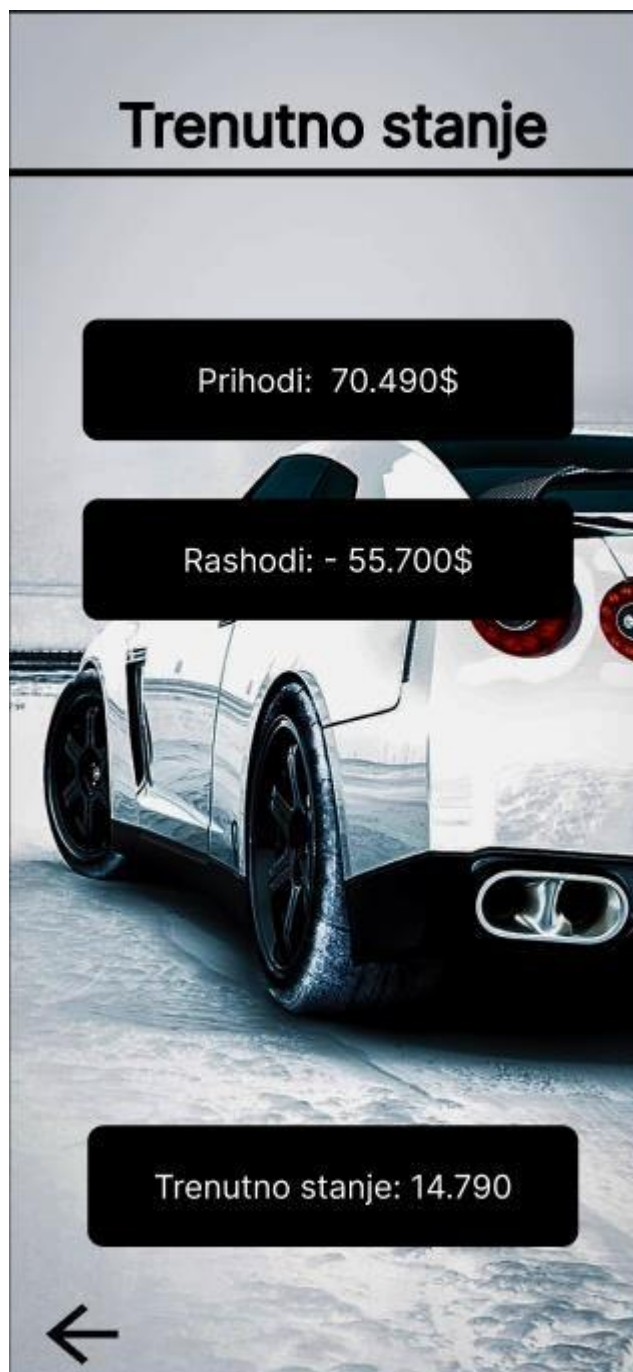 Trenutno stanje
Prihodi:  70.490$
Rashodi: - 55.700$
Trenutno stanje: 14.790